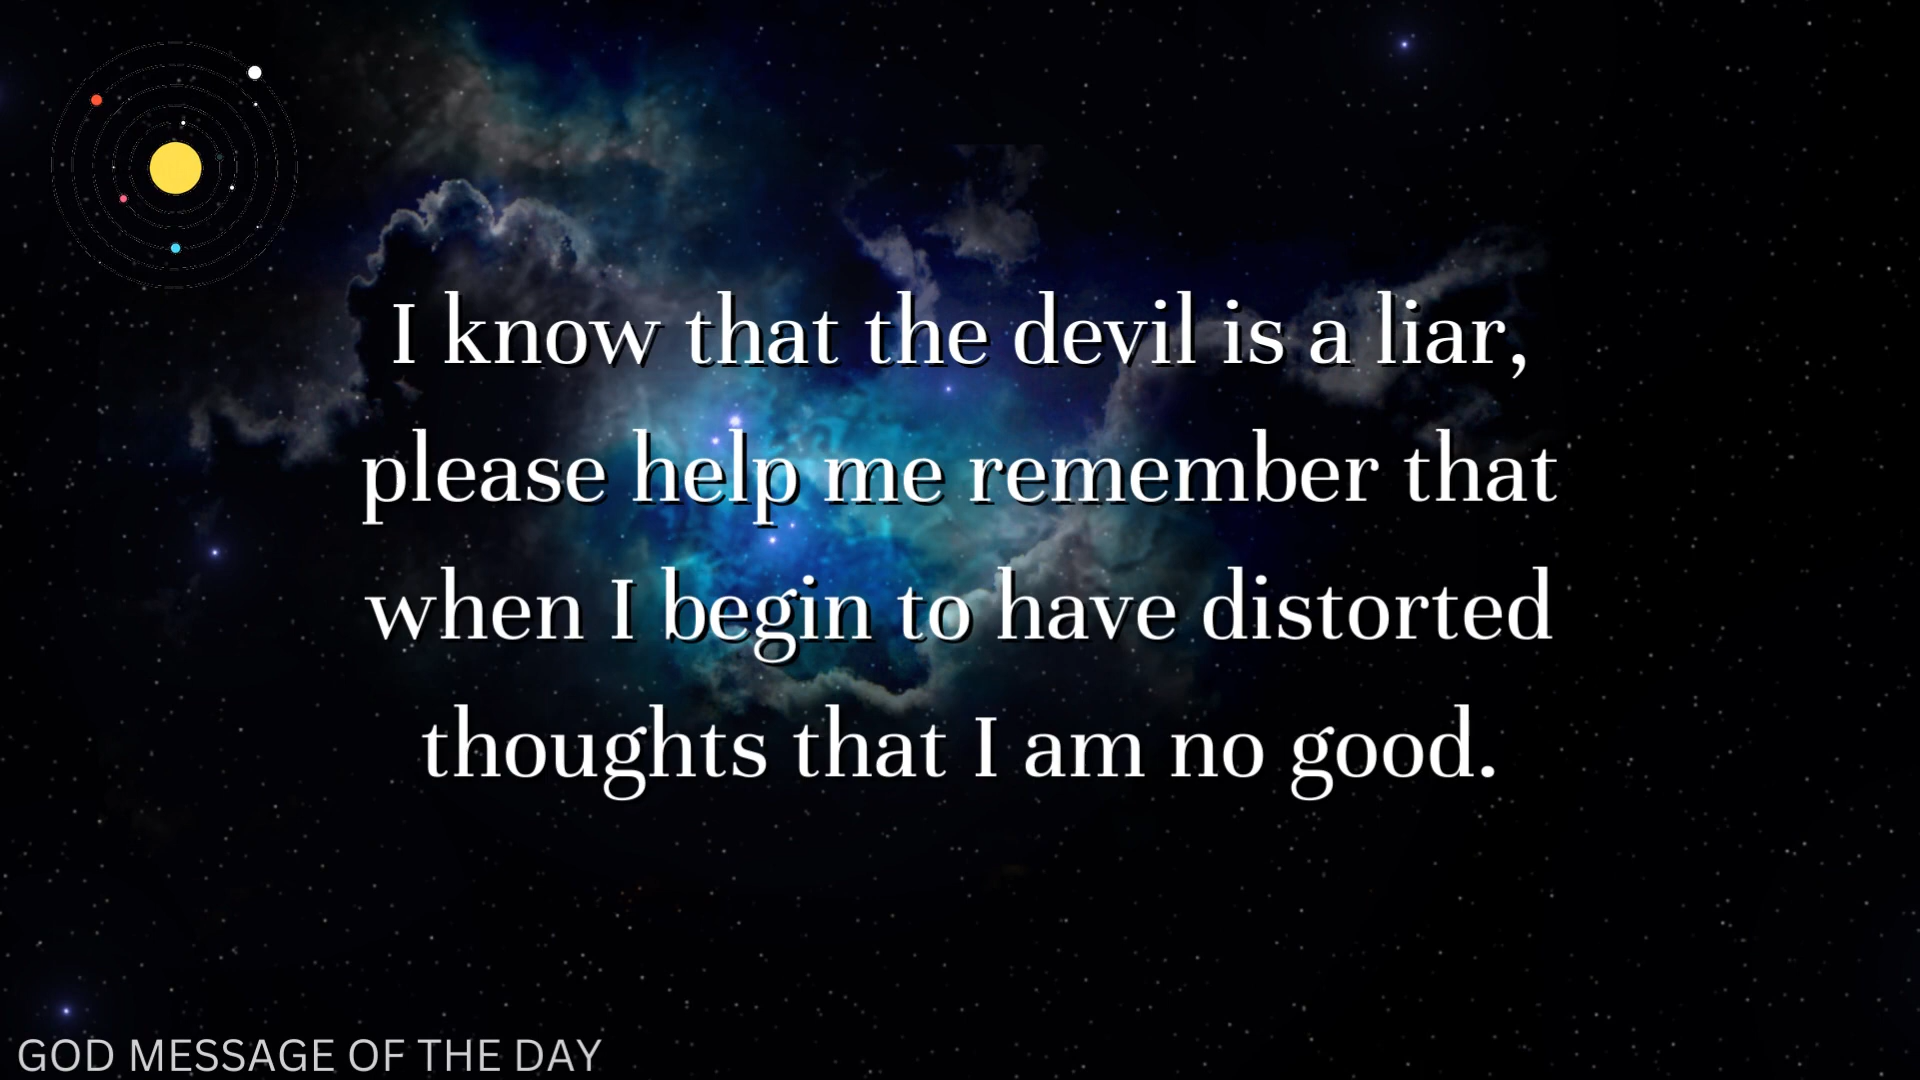 I know that the devil is a liar,
please help me remember that
when I begin to have distorted
thoughts that I am no good.
GOD MESSAGE OF THE DAY